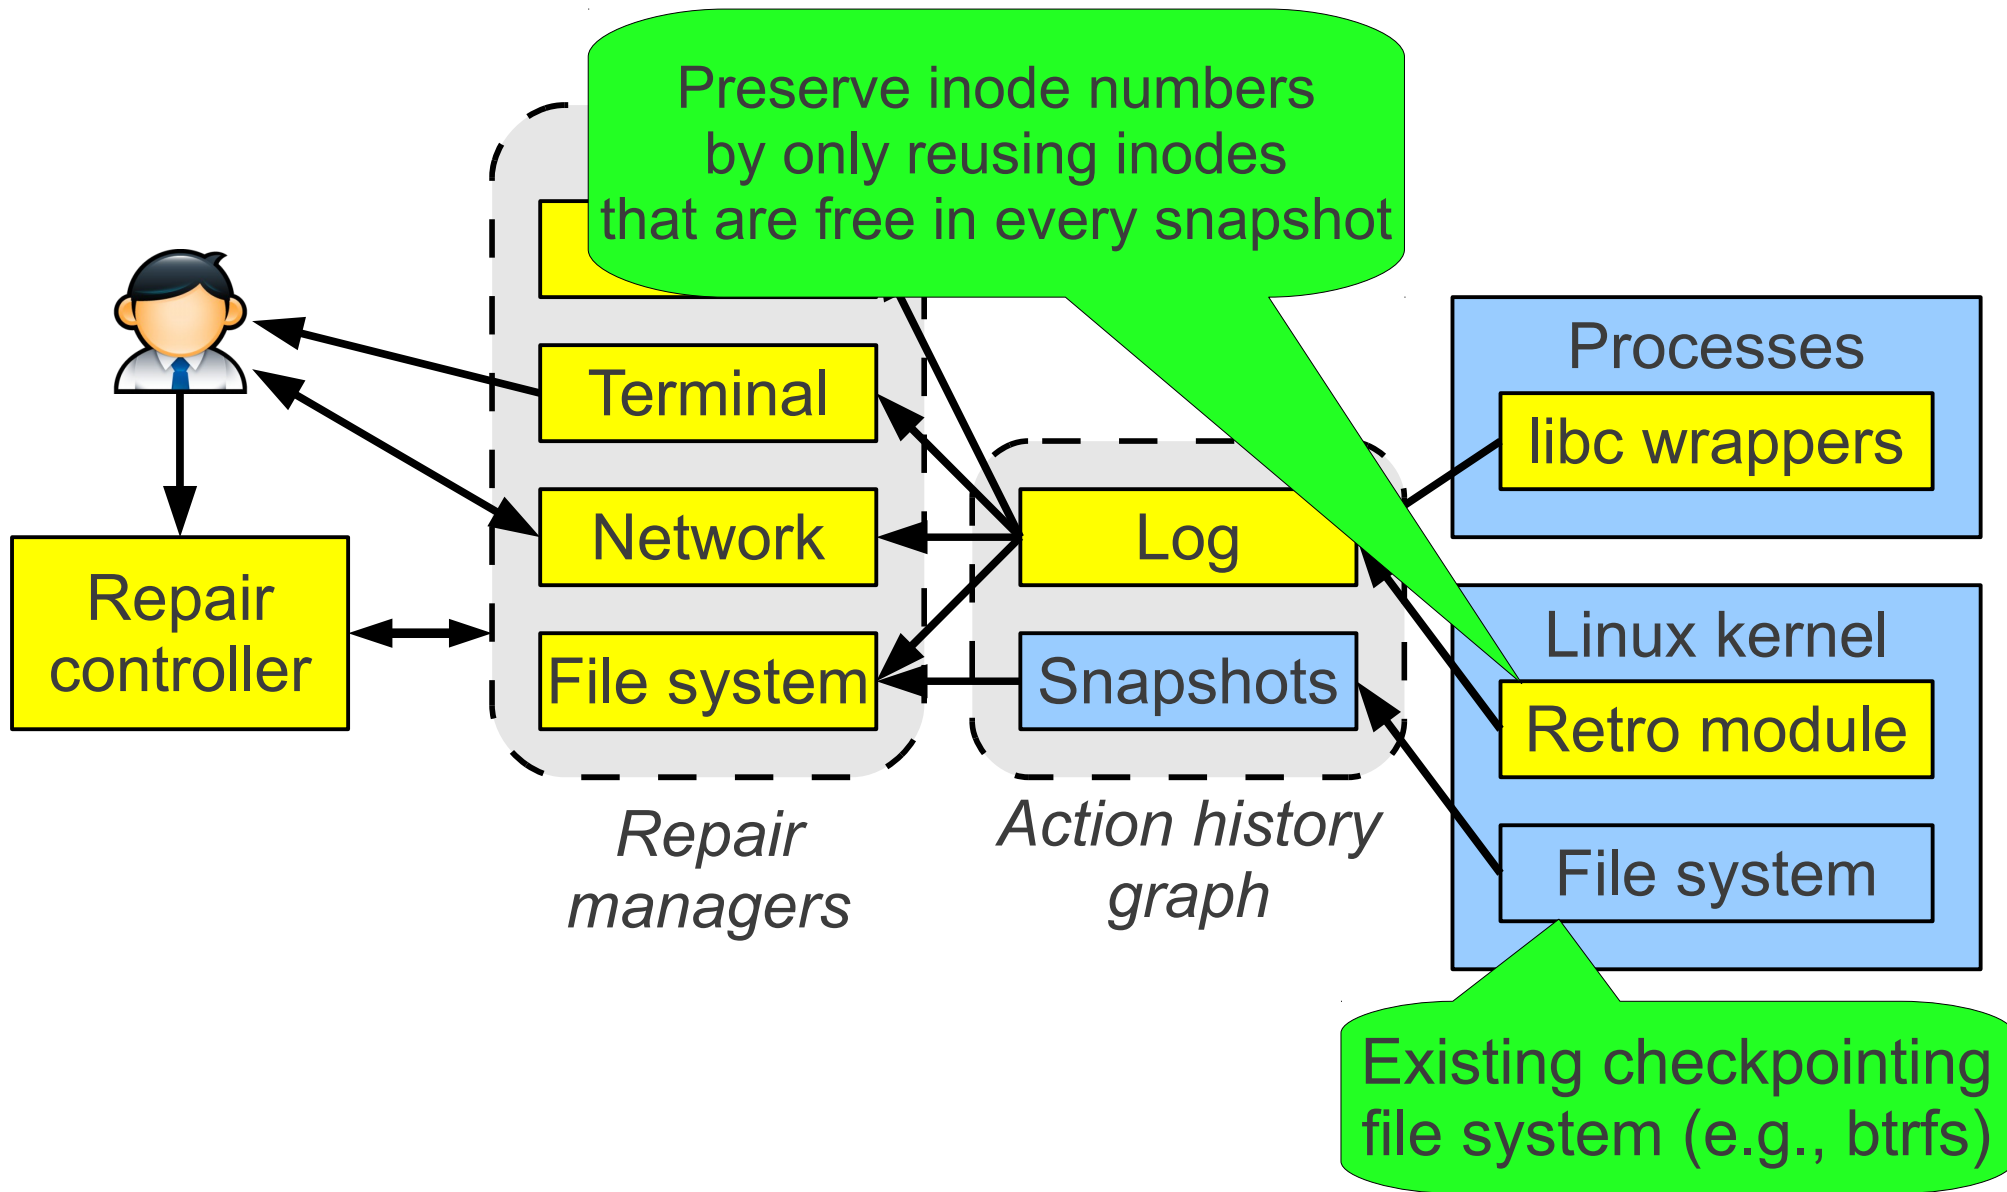 Preserve inode numbers
by only reusing inodes
that are free in every snapshot
Processes
libc wrappers
Terminal
Network
Log
Repair
controller
File system
Snapshots
Linux kernel
Retro module
File system
Repair
managers
Action history
graph
Existing checkpointing
file system (e.g., btrfs)